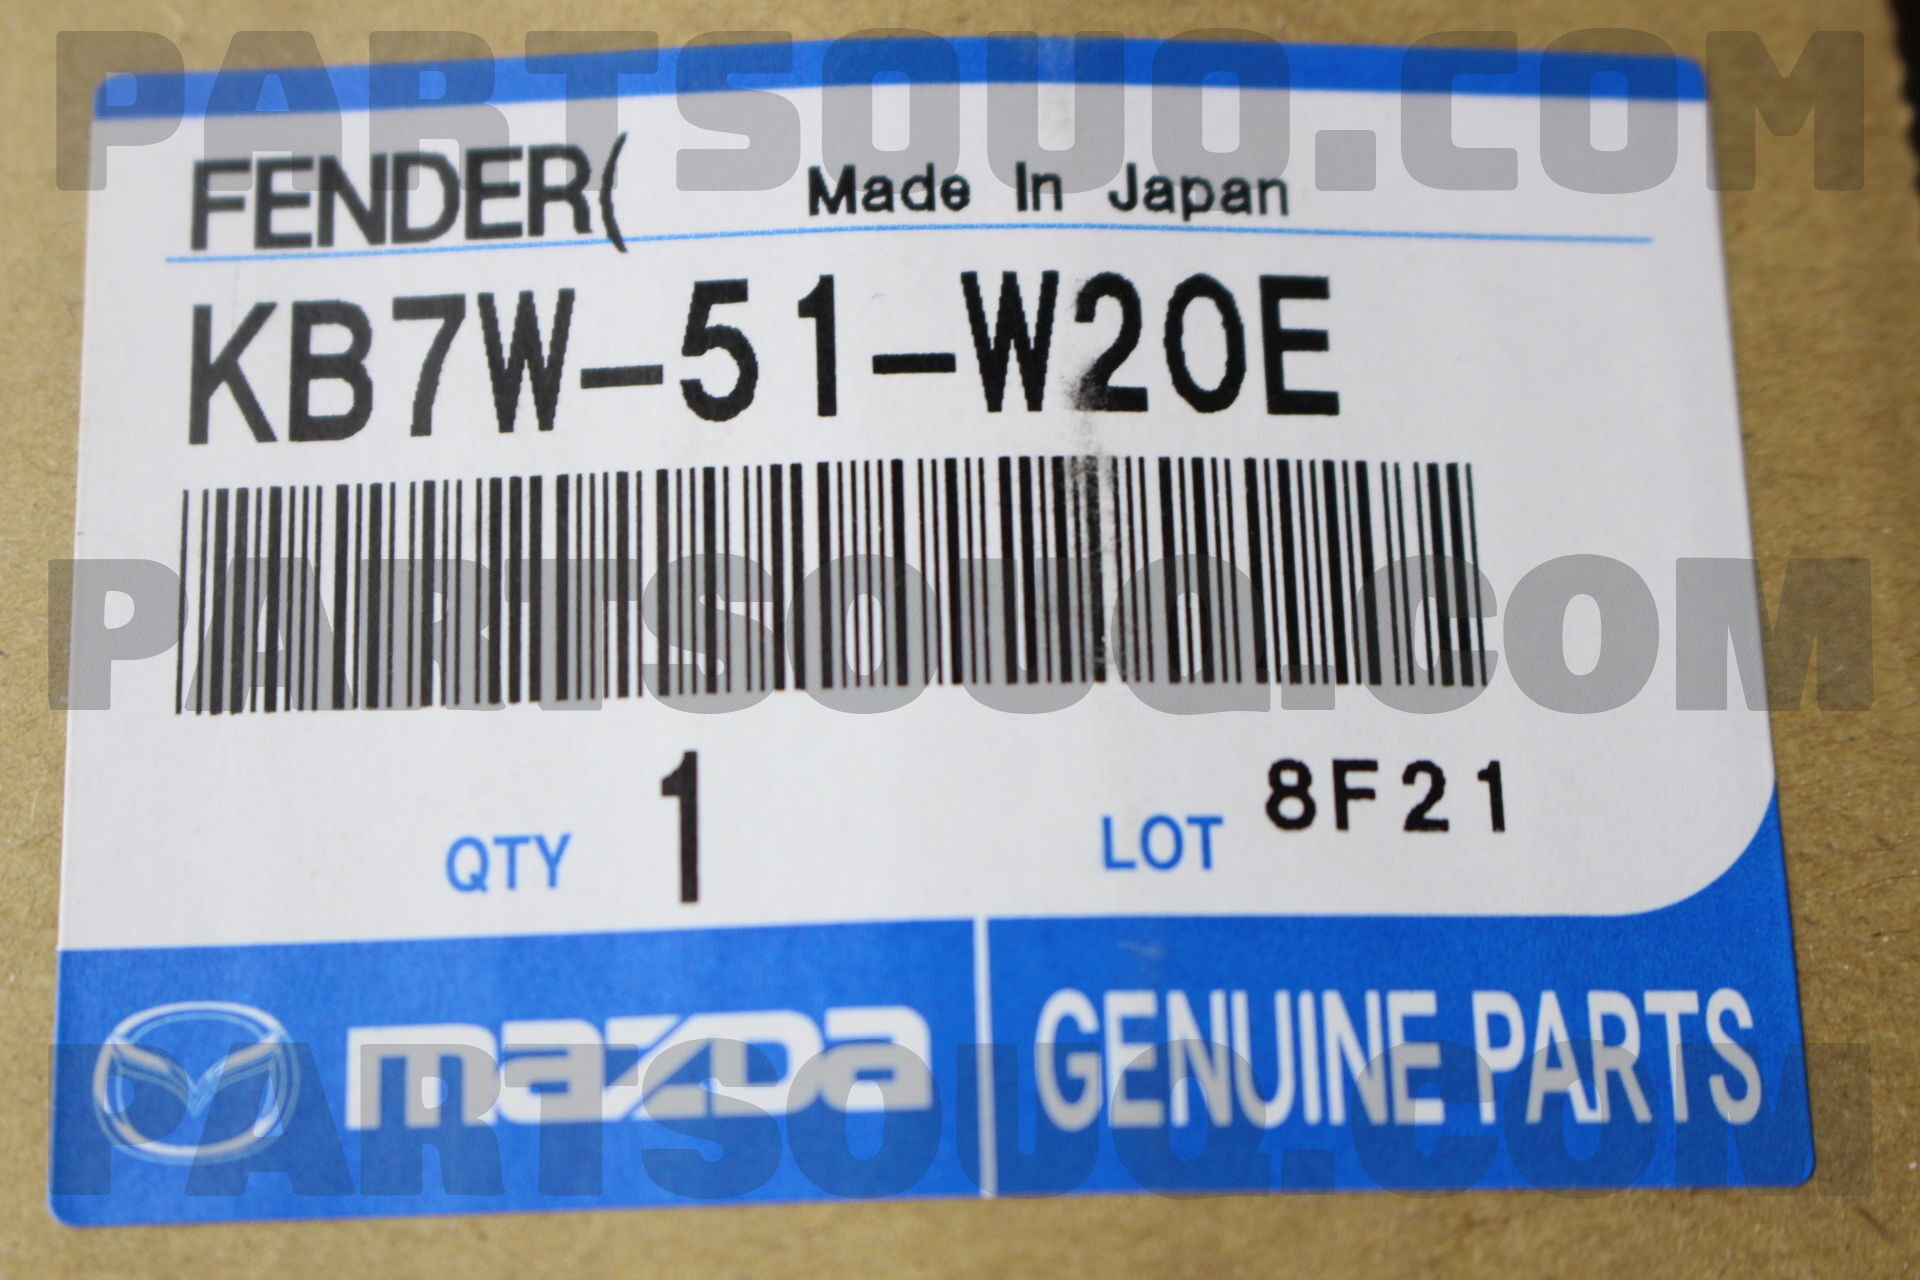 PARTSOUQ.COM
FENDER( Made In Japan
KB7W-51-W20E
PARTSOUQ.COM
QTY 1 LOT 8F21
mazda GENUINE PARTS
PARTSOUQ.COM